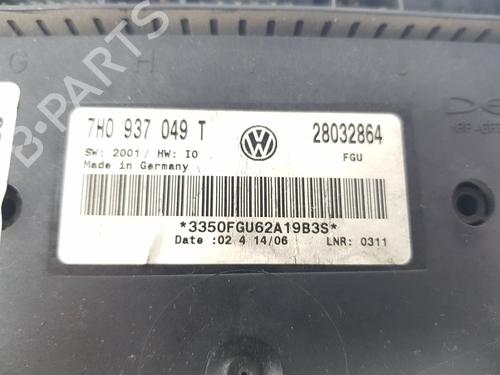 G
H
7H0 937 049 T
28032864
SW: 2001/ HW: I0
FGU
Made in Germany
*3350FGU62A19B3S*
Date :02 4 14/06
LNR: 0311